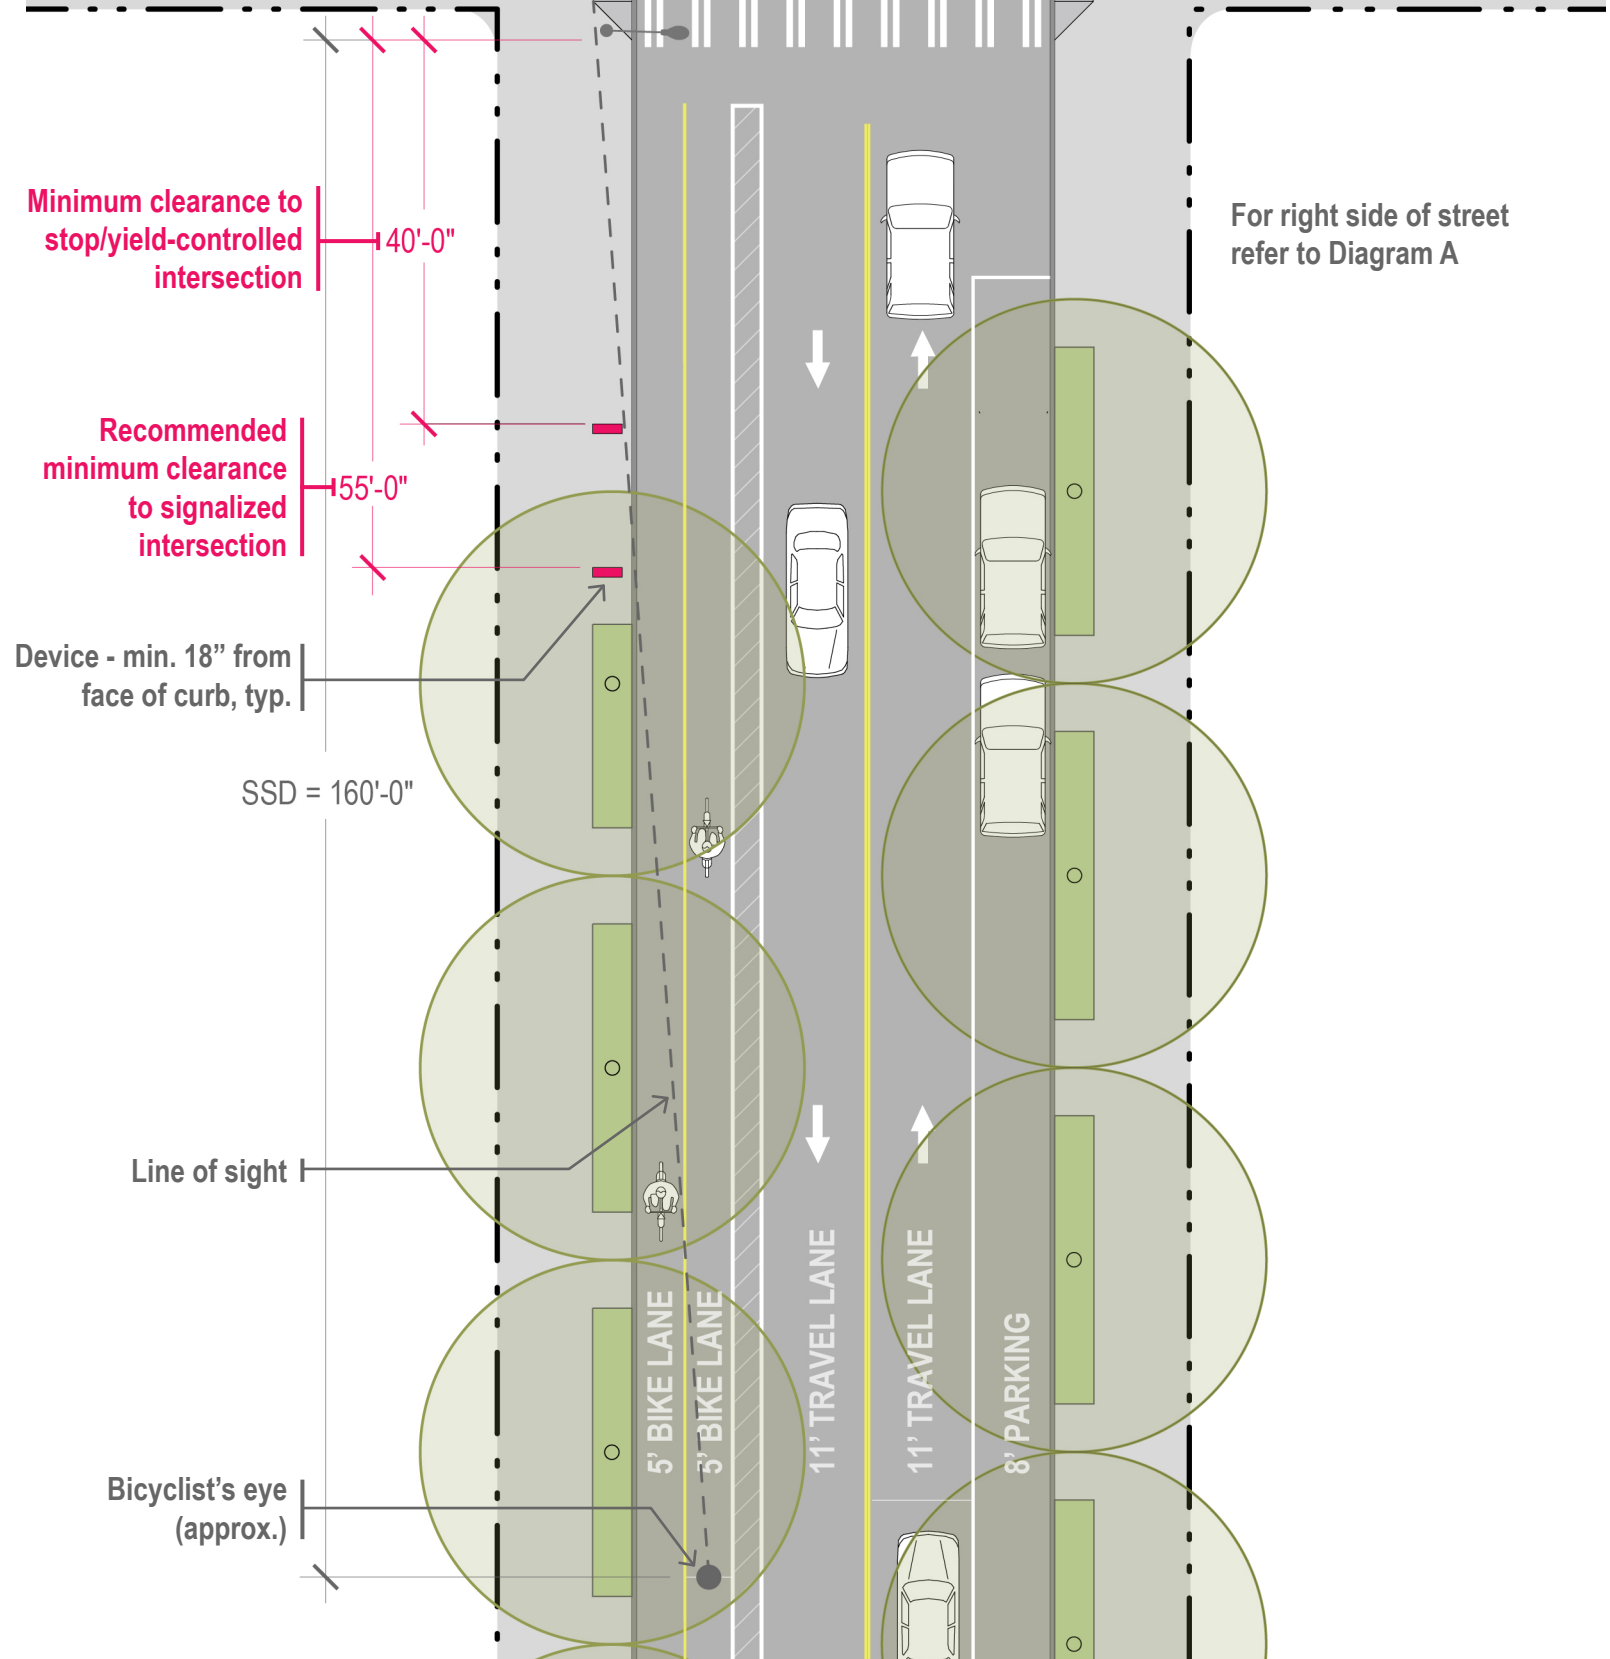 Minimum clearance to
stop/yield-controlled
intersection
40'-0"
For right side of street
refer to Diagram A
Recommended
minimum clearance
to signalized
intersection
55'-0"
Device - min. 18” from
face of curb, typ.
SSD = 160'-0"
Line of sight
5’ BIKE LANE
5’ BIKE LANE
11’ TRAVEL LANE
11’ TRAVEL LANE
8’ PARKING
Bicyclist’s eye
(approx.)